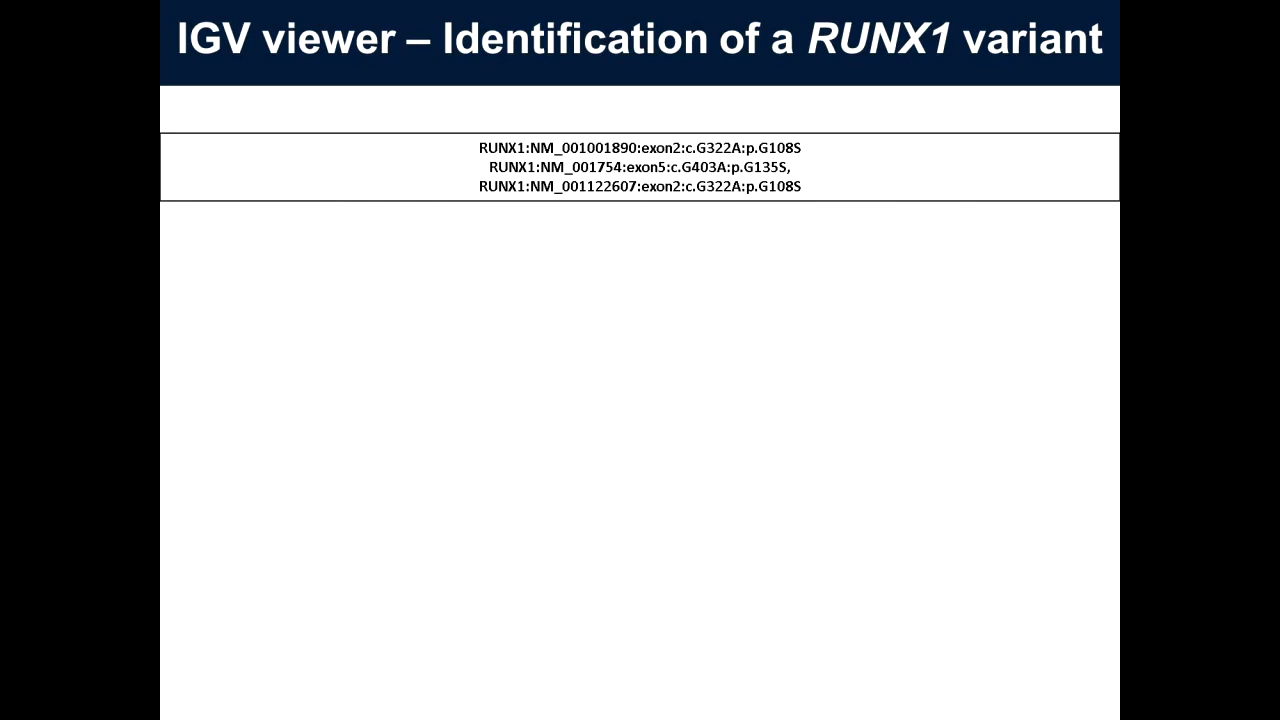 IGV viewer – Identification of a RUNX1 variant
RUNX1:NM_001001890:exon2:c.G322A:p.G108S
RUNX1:NM_001754:exon5:c.G403A:p.G135S,
RUNX1:NM_001122607:exon2:c.G322A:p.G108S